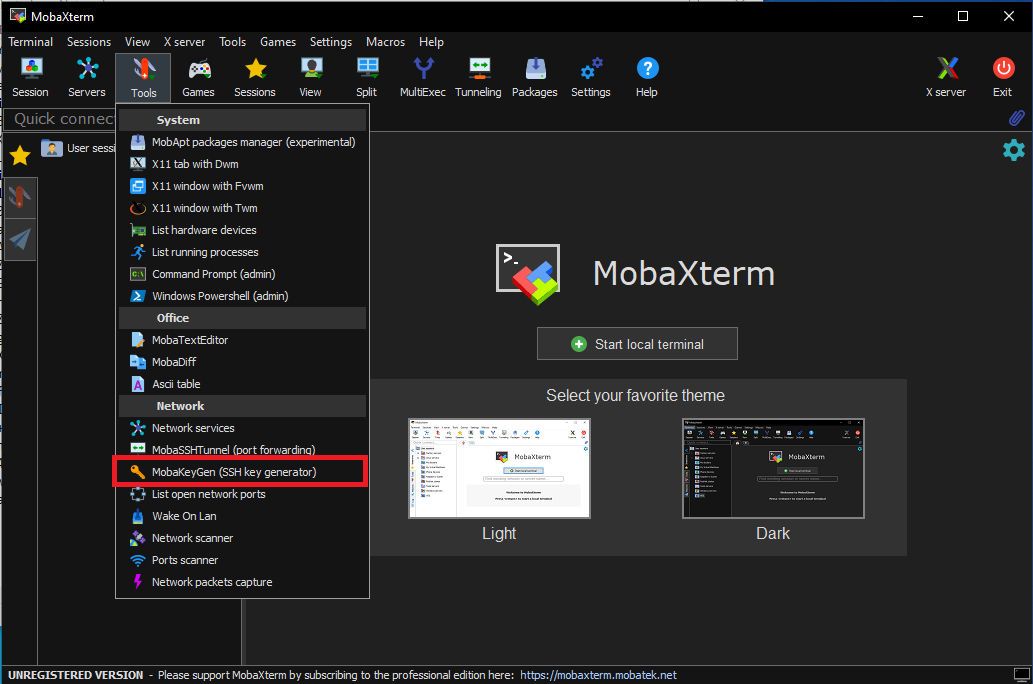 MobaXterm
Terminal Sessions View X server Tools Games Settings Macros Help
Session Servers Tools Games Sessions View Split MultiExec Tunneling Packages Settings Help X server Exit
Quick connec
User sessi
System
MobApt packages manager (experimental)
X11 tab with Dwm
X11 window with Fvwm
X11 window with Twm
List hardware devices
List running processes
Command Prompt (admin)
Windows Powershell (admin)
Office
MobaTextEditor
MobaDiff
Ascii table
Network
Network services
MobaSSHTunnel (port forwarding)
MobaKeyGen (SSH key generator)
List open network ports
Wake On Lan
Network scanner
Ports scanner
Network packets capture
MobaXterm
Start local terminal
Select your favorite theme
MobaXterm
MobaXterm
Light
Dark
UNREGISTERED VERSION - Please support MobaXterm by subscribing to the professional edition here: https://mobaxterm.mobatek.net